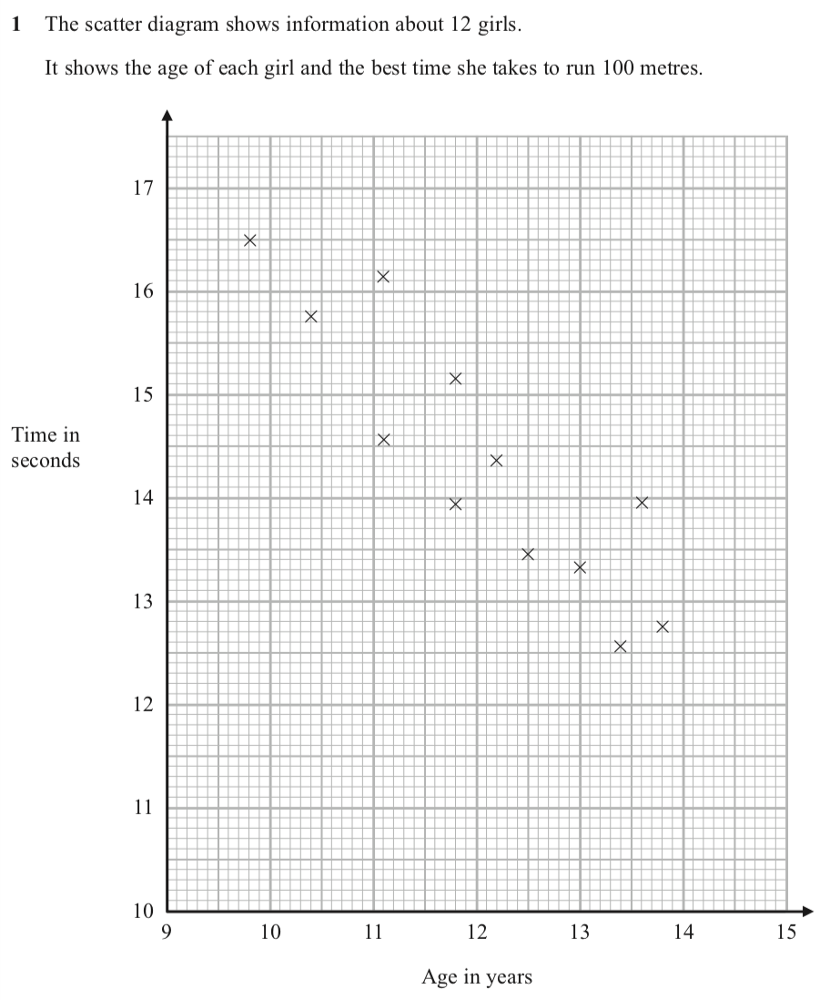 1 The scatter diagram shows information about 12 girls.
It shows the age of each girl and the best time she takes to run 100 metres.
17
16
15
Time in
seconds
14
13
12
11
10
9 10 11 12 13 14 15
Age in years